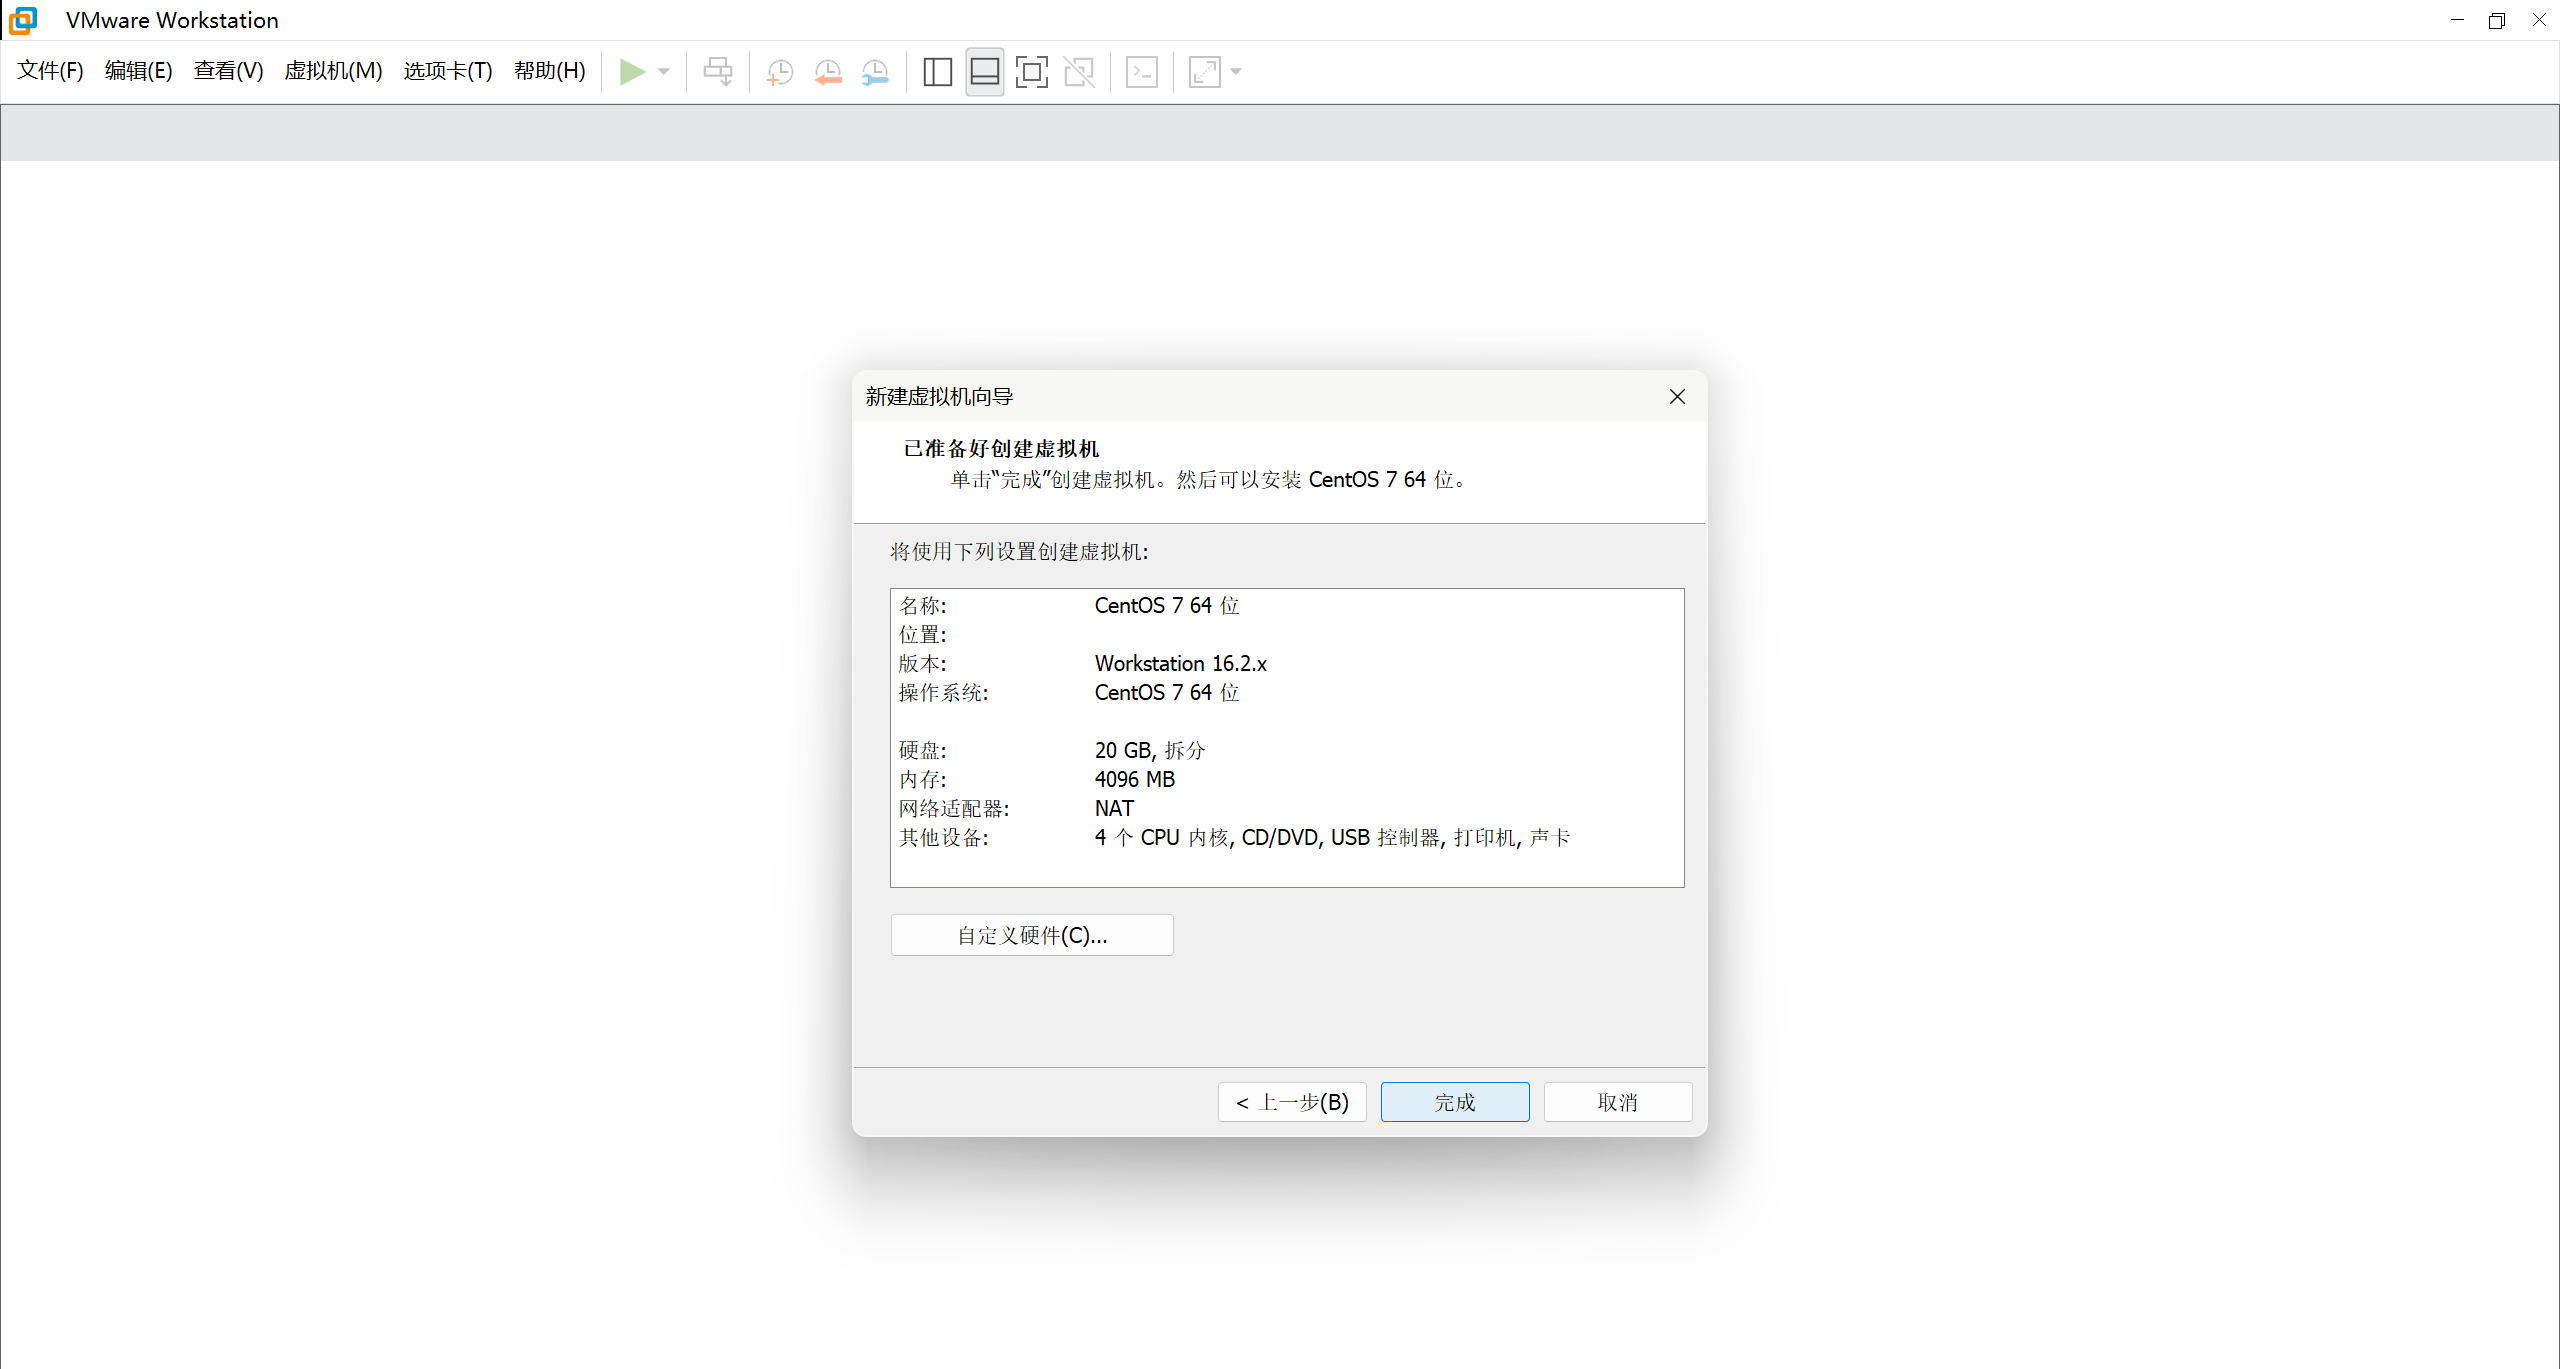 VMware Workstation
文件(F) 编辑(E) 查看(V) 虚拟机(M) 选项卡(T) 帮助(H)
新建虚拟机向导
已准备好创建虚拟机
单击“完成”创建虚拟机。然后可以安装 CentOS 7 64 位。
将使用下列设置创建虚拟机:
名称: CentOS 7 64 位
位置:
版本: Workstation 16.2.x
操作系统: CentOS 7 64 位
硬盘: 20 GB, 拆分
内存: 4096 MB
网络适配器: NAT
其他设备: 4 个 CPU 内核, CD/DVD, USB 控制器, 打印机, 声卡
自定义硬件(C)...
< 上一步(B) 完成 取消